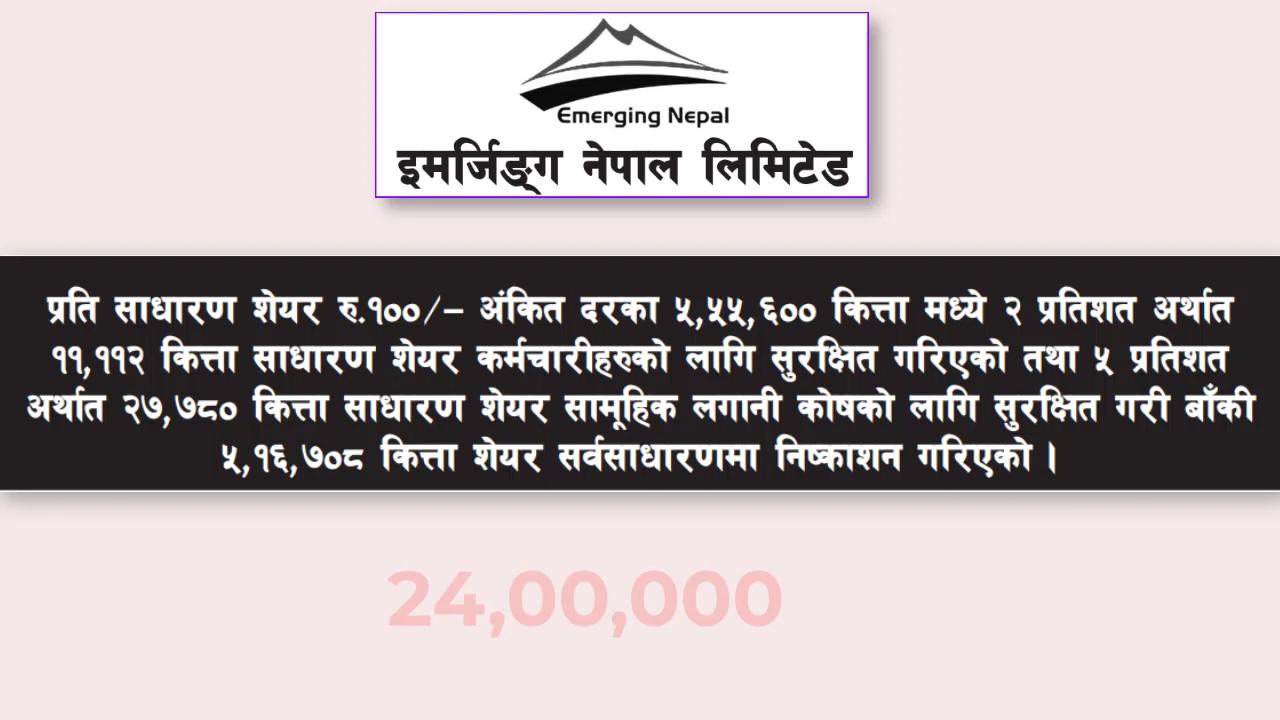 Emerging Nepal
इमर्जिङ्ग नेपाल लिमिटेड
प्रति साधारण शेयर रु.१००/– अंकित दरका ५,५५,६०० कित्ता मध्ये २ प्रतिशत अर्थात
११,११२ कित्ता साधारण शेयर कर्मचारीहरुको लागि सुरक्षित गरिएको तथा ५ प्रतिशत
अर्थात २७,७८० कित्ता साधारण शेयर सामूहिक लगानी कोषको लागि सुरक्षित गरी बाँकी
५,१६,७०८ कित्ता शेयर सर्वसाधारणमा निष्काशन गरिएको ।
24,00,000